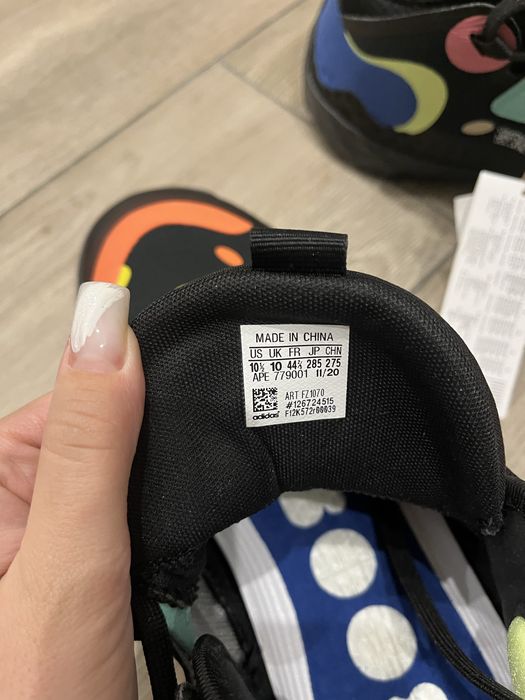 MADE IN CHINA
US UK FR JP CHN
10½ 10 44⅔ 285 275
APE 779001 11/20
ART FZ1070
#126724515
adidas F12K572r00039